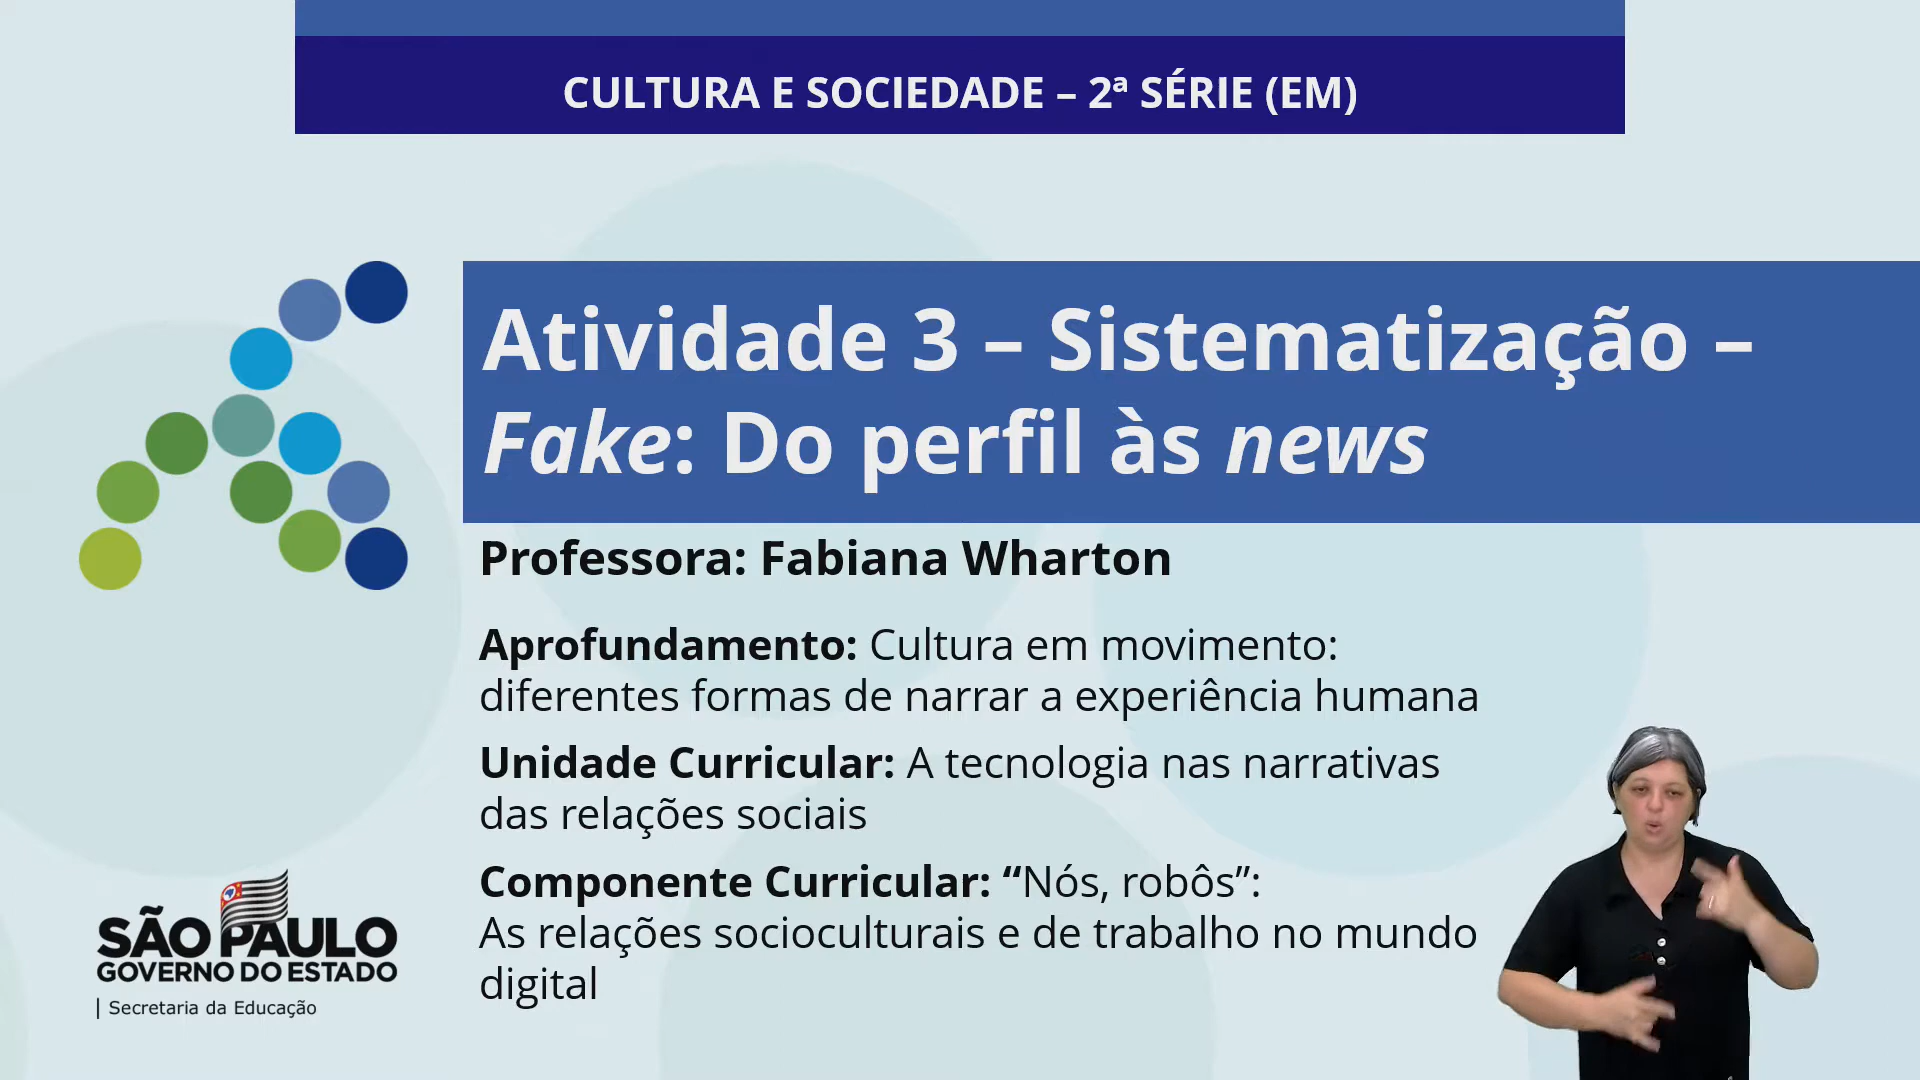 CULTURA E SOCIEDADE – 2ª SÉRIE (EM)
Atividade 3 – Sistematização –
Fake: Do perfil às news
Professora: Fabiana Wharton
Aprofundamento: Cultura em movimento:
diferentes formas de narrar a experiência humana
Unidade Curricular: A tecnologia nas narrativas
das relações sociais
Componente Curricular: “Nós, robôs”:
As relações socioculturais e de trabalho no mundo
digital
SÃO PAULO
GOVERNO DO ESTADO
| Secretaria da Educação